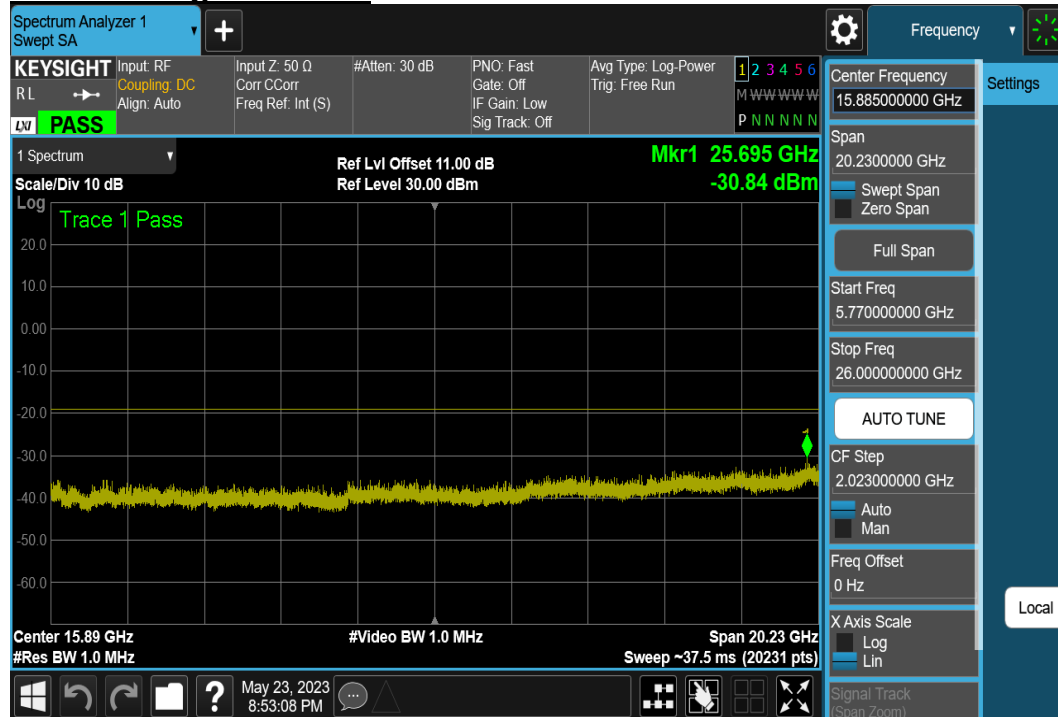 Spectrum Analyzer 1
Swept SA
+
Frequency
KEYSIGHT
R L
LXI
PASS
Input: RF
Coupling: DC
Align: Auto
Input Z: 50 Ω
Corr CCorr
Freq Ref: Int (S)
#Atten: 30 dB
PNO: Fast
Gate: Off
IF Gain: Low
Sig Track: Off
Avg Type: Log-Power
Trig: Free Run
1 2 3 4 5 6
M W W W W W
P N N N N N
1 Spectrum
Scale/Div 10 dB
Log
Ref Lvl Offset 11.00 dB
Ref Level 30.00 dBm
Mkr1 25.695 GHz
-30.84 dBm
Trace 1 Pass
20.0
10.0
0.00
-10.0
-20.0
-30.0
-40.0
-50.0
-60.0
1
Center 15.89 GHz
#Res BW 1.0 MHz
#Video BW 1.0 MHz
Span 20.23 GHz
Sweep ~37.5 ms (20231 pts)
?
May 23, 2023
8:53:08 PM
Center Frequency
15.885000000 GHz
Span
20.2300000 GHz
Swept Span
Zero Span
Full Span
Start Freq
5.770000000 GHz
Stop Freq
26.000000000 GHz
AUTO TUNE
CF Step
2.023000000 GHz
Auto
Man
Freq Offset
0 Hz
X Axis Scale
Log
Lin
Signal Track
(Span Zoom)
Settings
Local